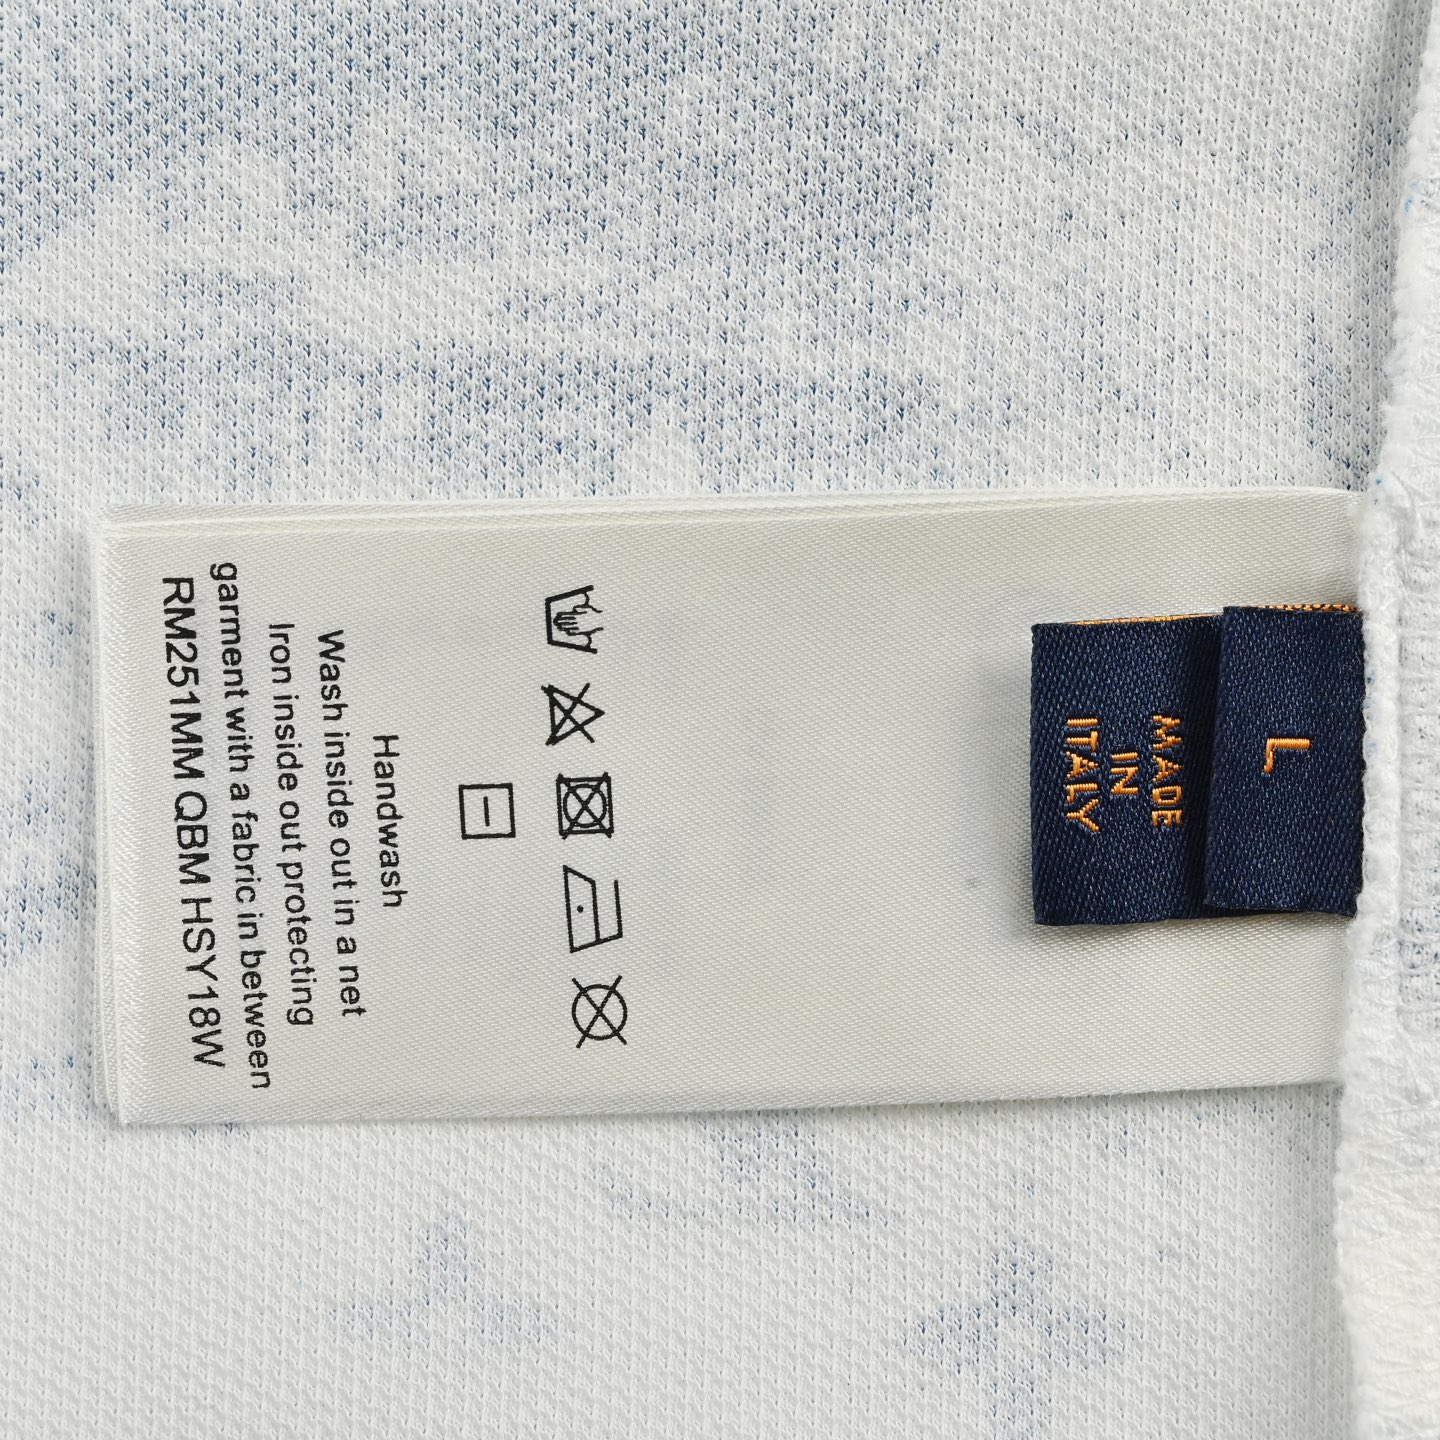 L
MADE
IN
ITALY
Handwash
Wash inside out in a net
Iron inside out protecting
garment with a fabric in between
RM251MM QBM HSY18W